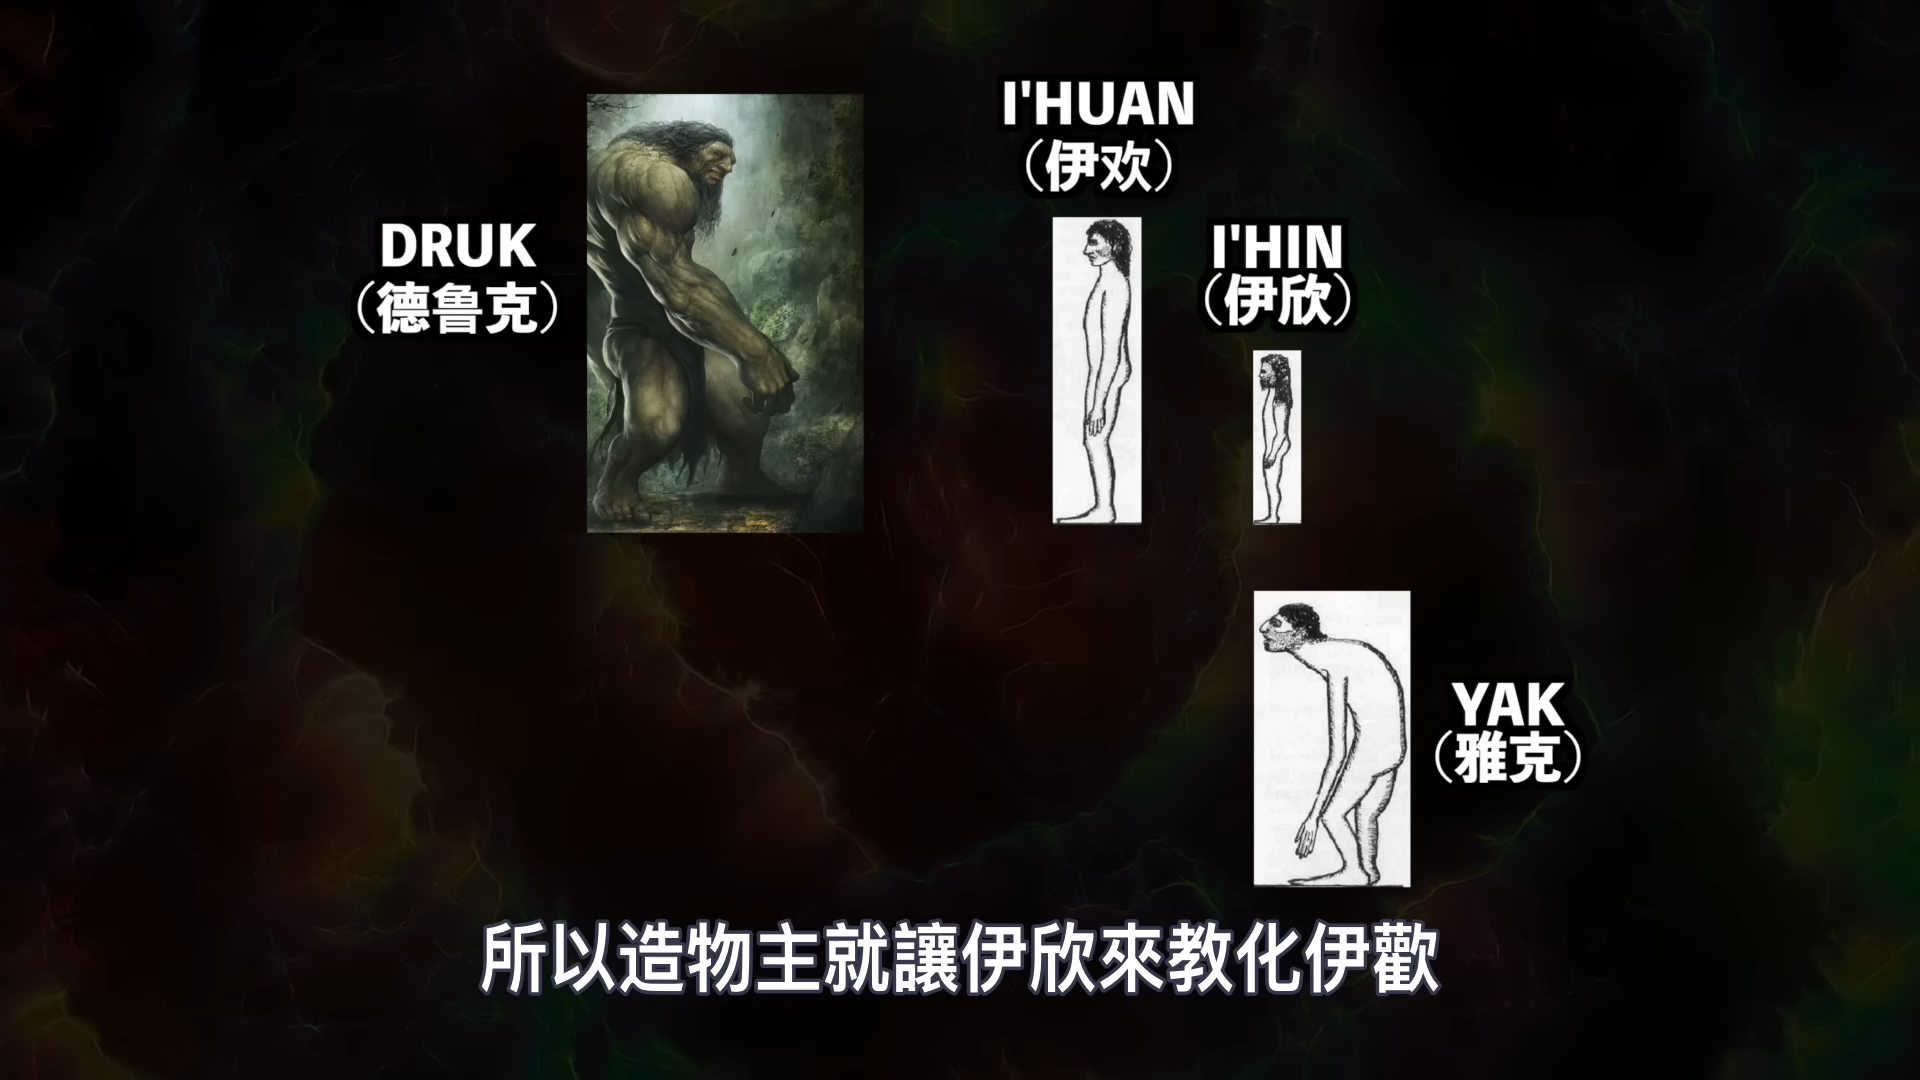 I'HUAN
（伊欢）
DRUK
（德鲁克）
I'HIN
（伊欣）
YAK
（雅克）
所以造物主就讓伊欣來教化伊歡